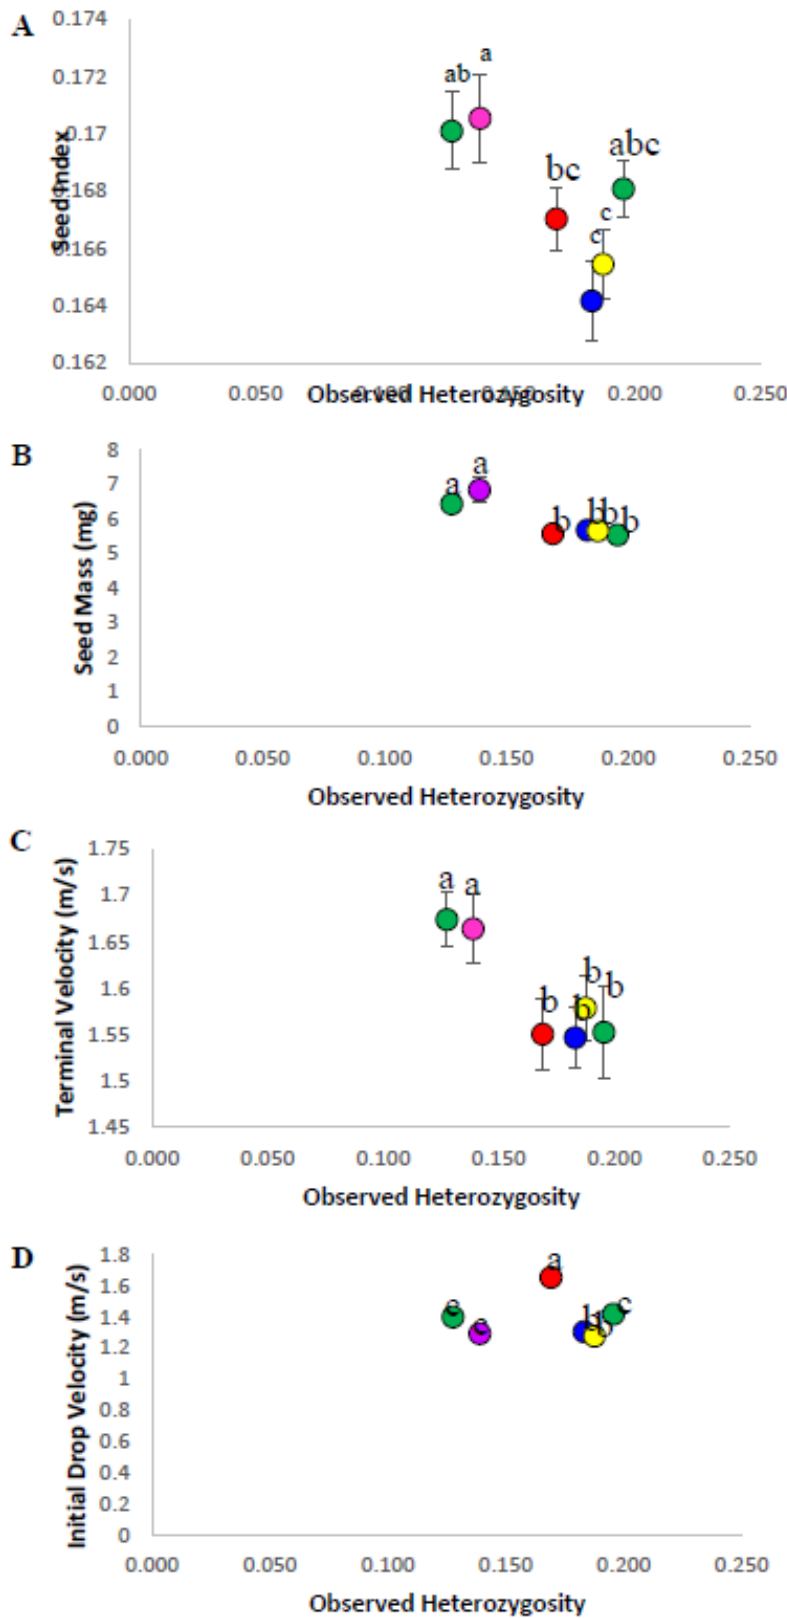 A
0.174
0.172
0.17
0.168
0.166
0.164
0.162
Seed Index
a
ab
abc
bc
c
c
0.000 0.050 0.100 0.150 0.200 0.250
Observed Heterozygosity
B
8
7
6
5
4
3
2
1
0
Seed Mass (mg)
a
a
b b b b
0.000 0.050 0.100 0.150 0.200 0.250
Observed Heterozygosity
C
1.75
1.7
1.65
1.6
1.55
1.5
1.45
Terminal Velocity (m/s)
a a
b
b
b b
0.000 0.050 0.100 0.150 0.200 0.250
Observed Heterozygosity
D
1.8
1.6
1.4
1.2
1
0.8
0.6
0.4
0.2
0
Initial Drop Velocity (m/s)
a
c c
b b
c
0.000 0.050 0.100 0.150 0.200 0.250
Observed Heterozygosity